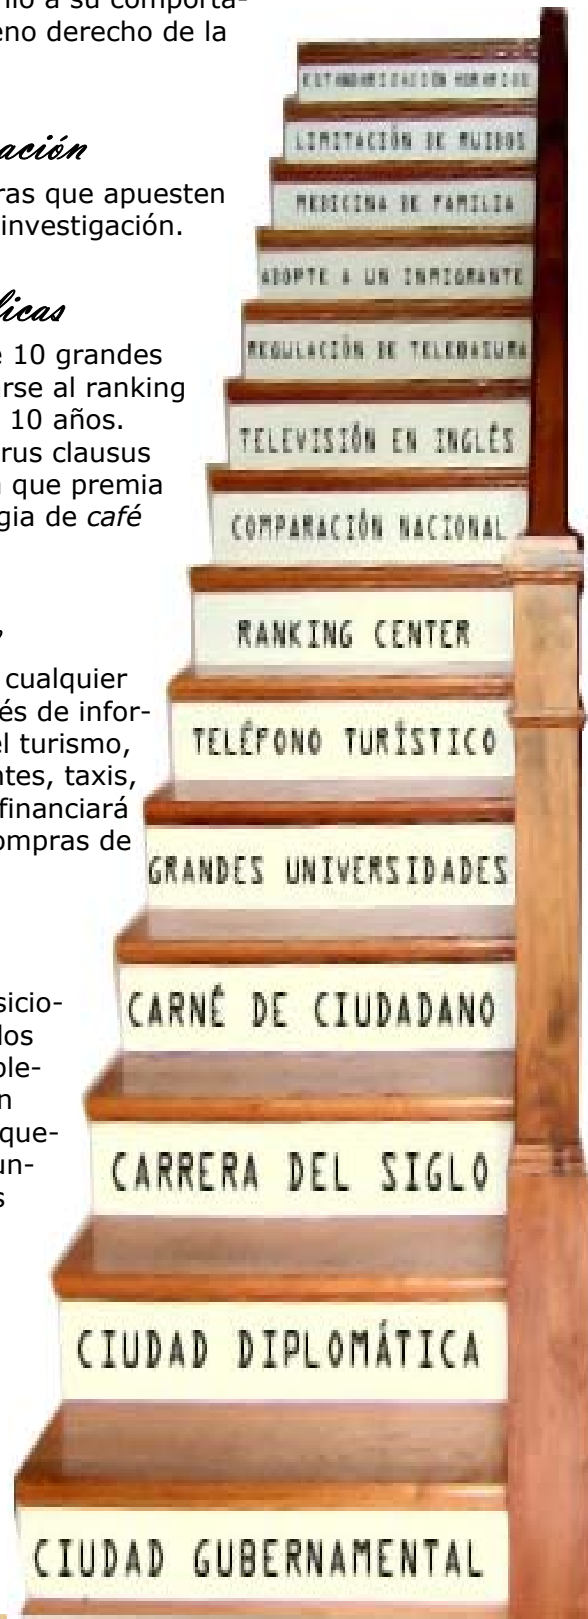 nio a su comporta-
eno derecho de la
ación
ras que apuesten
investigación.
licas
e 10 grandes
arse al ranking
10 años.
rus clausus
a que premia
gia de café
cualquier
és de infor-
el turismo,
ntes, taxis,
financiará
ompras de
sicio-
los
ble-
n
que-
un-
s
ESTANDARIZACIÓN HORARIOS
LIMITACIÓN DE RUIDOS
MEDICINA DE FAMILIA
ADOPTE A UN INMIGRANTE
REGULACIÓN DE TELEBASURA
TELEVISIÓN EN INGLÉS
COMPARACIÓN NACIONAL
RANKING CENTER
TELÉFONO TURÍSTICO
GRANDES UNIVERSIDADES
CARNÉ DE CIUDADANO
CARRERA DEL SIGLO
CIUDAD DIPLOMÁTICA
CIUDAD GUBERNAMENTAL